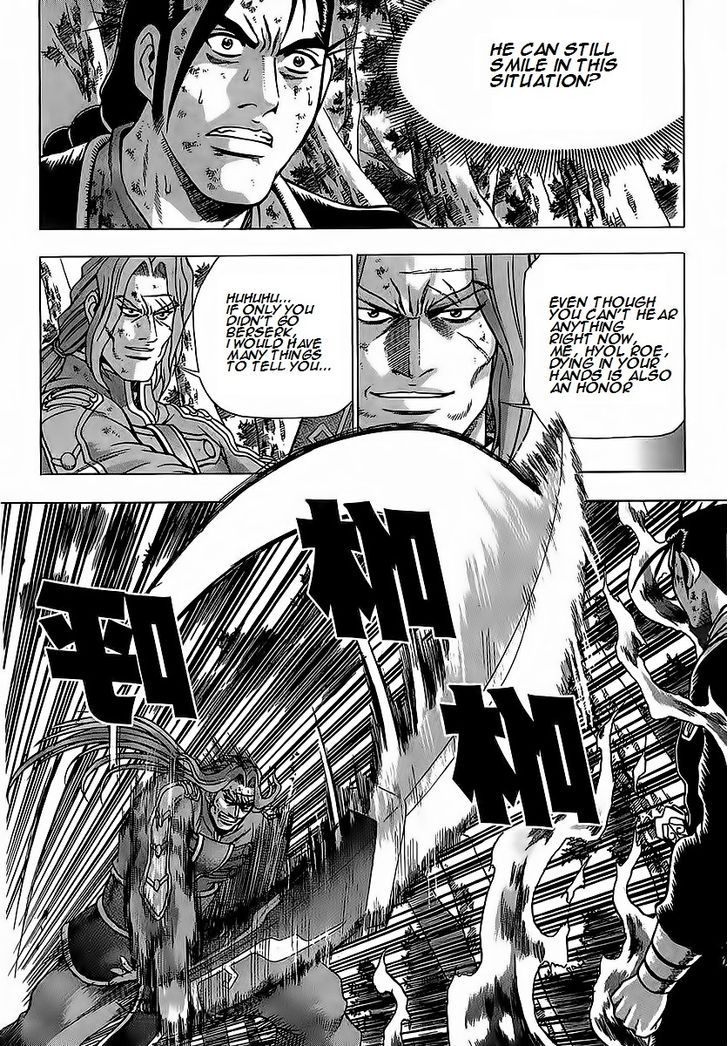 HE CAN STILL
SMILE IN THIS
SITUATION?
HUHUHU...
IF ONLY YOU
DIDN'T GO
BERSERK,
I WOULD HAVE
MANY THINGS
TO TELL YOU...
EVEN THOUGH
YOU CAN'T HEAR
ANYTHING
RIGHT NOW,
ME, HYOL ROE,
DYING IN YOUR
HANDS IS ALSO
AN HONOR